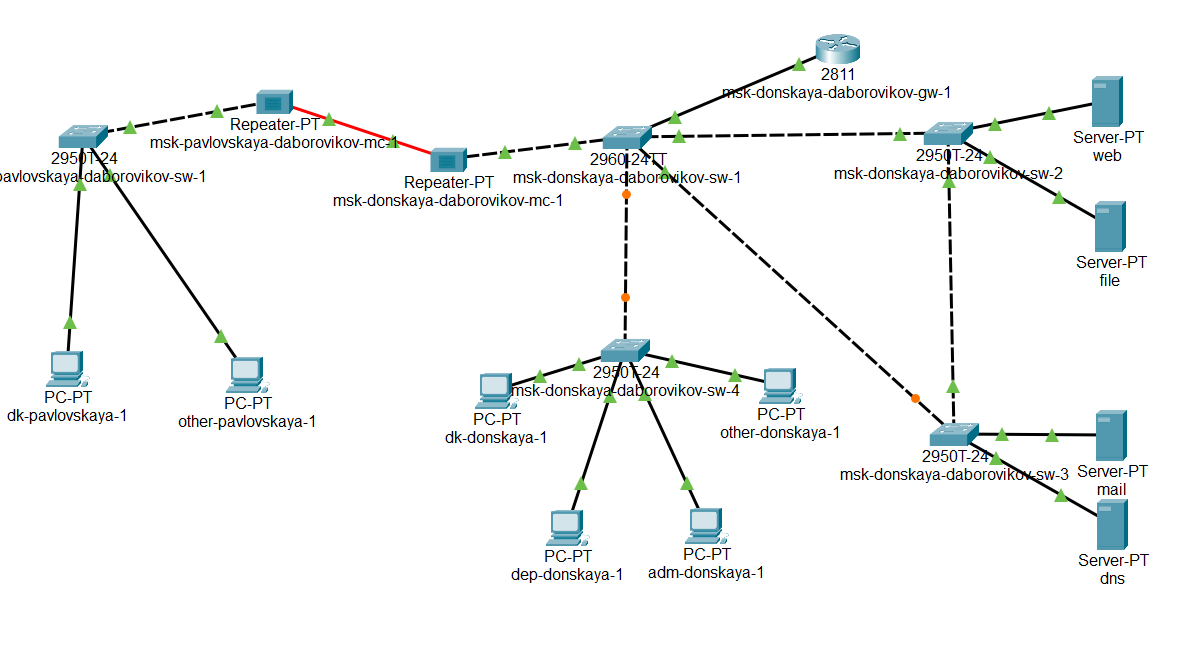 2811
msk-donskaya-daborovikov-gw-1
Repeater-PT
msk-pavlovskaya-daborovikov-mc-1
2950T-24
pavlovskaya-daborovikov-sw-1
Repeater-PT
msk-donskaya-daborovikov-mc-1
2960-24TT
msk-donskaya-daborovikov-sw-1
2950T-24
msk-donskaya-daborovikov-sw-2
Server-PT
web
Server-PT
file
PC-PT
dk-pavlovskaya-1
PC-PT
other-pavlovskaya-1
2950T-24
msk-donskaya-daborovikov-sw-4
PC-PT
dk-donskaya-1
PC-PT
other-donskaya-1
PC-PT
dep-donskaya-1
PC-PT
adm-donskaya-1
2950T-24
msk-donskaya-daborovikov-sw-3
Server-PT
mail
Server-PT
dns